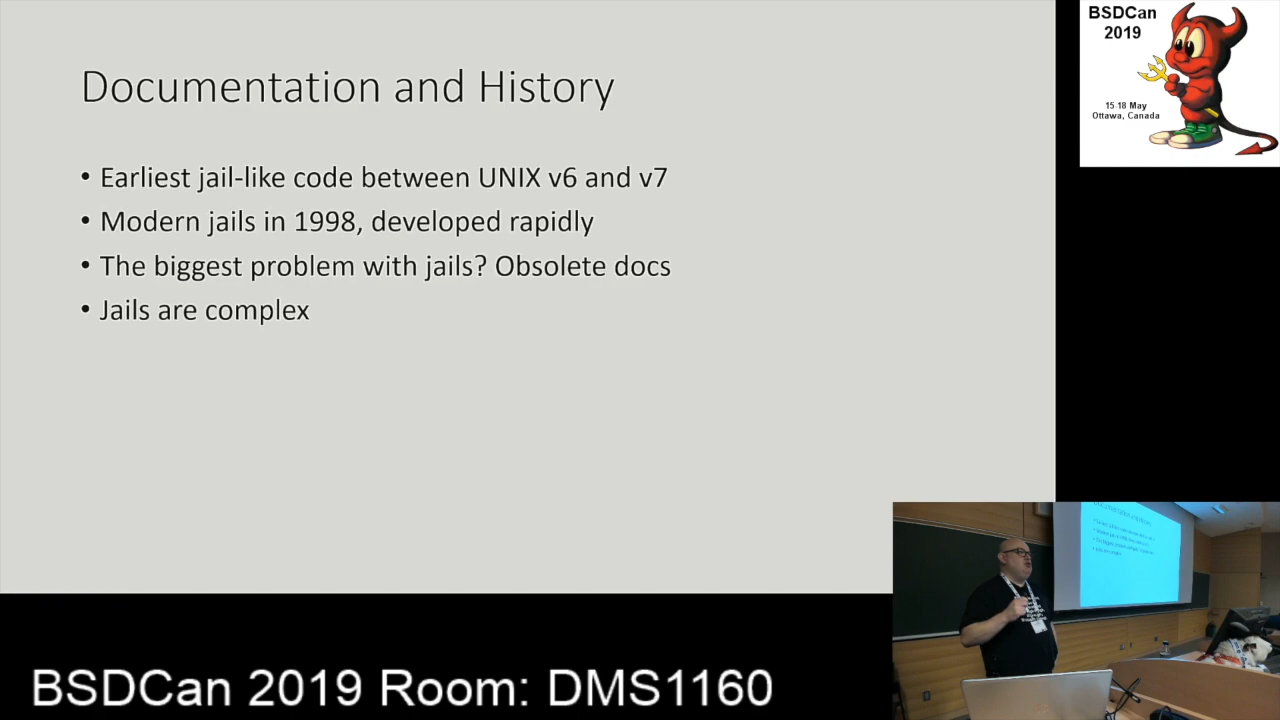 Documentation and History
• Earliest jail-like code between UNIX v6 and v7
• Modern jails in 1998, developed rapidly
• The biggest problem with jails? Obsolete docs
• Jails are complex
BSDCan
2019
15-18 May
Ottawa, Canada
BSDCan 2019 Room: DMS1160